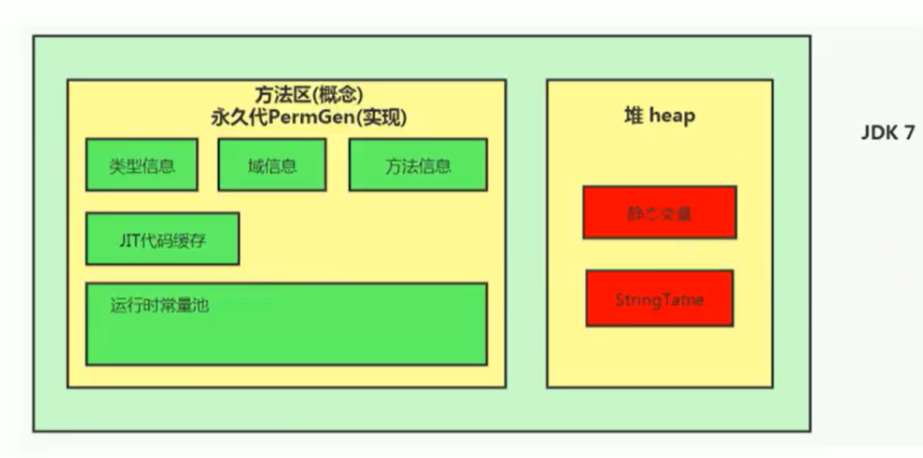 方法区(概念)
永久代PermGen(实现)
类型信息
域信息
方法信息
JIT代码缓存
运行时常量池
堆 heap
静态变量
StringTame
JDK 7